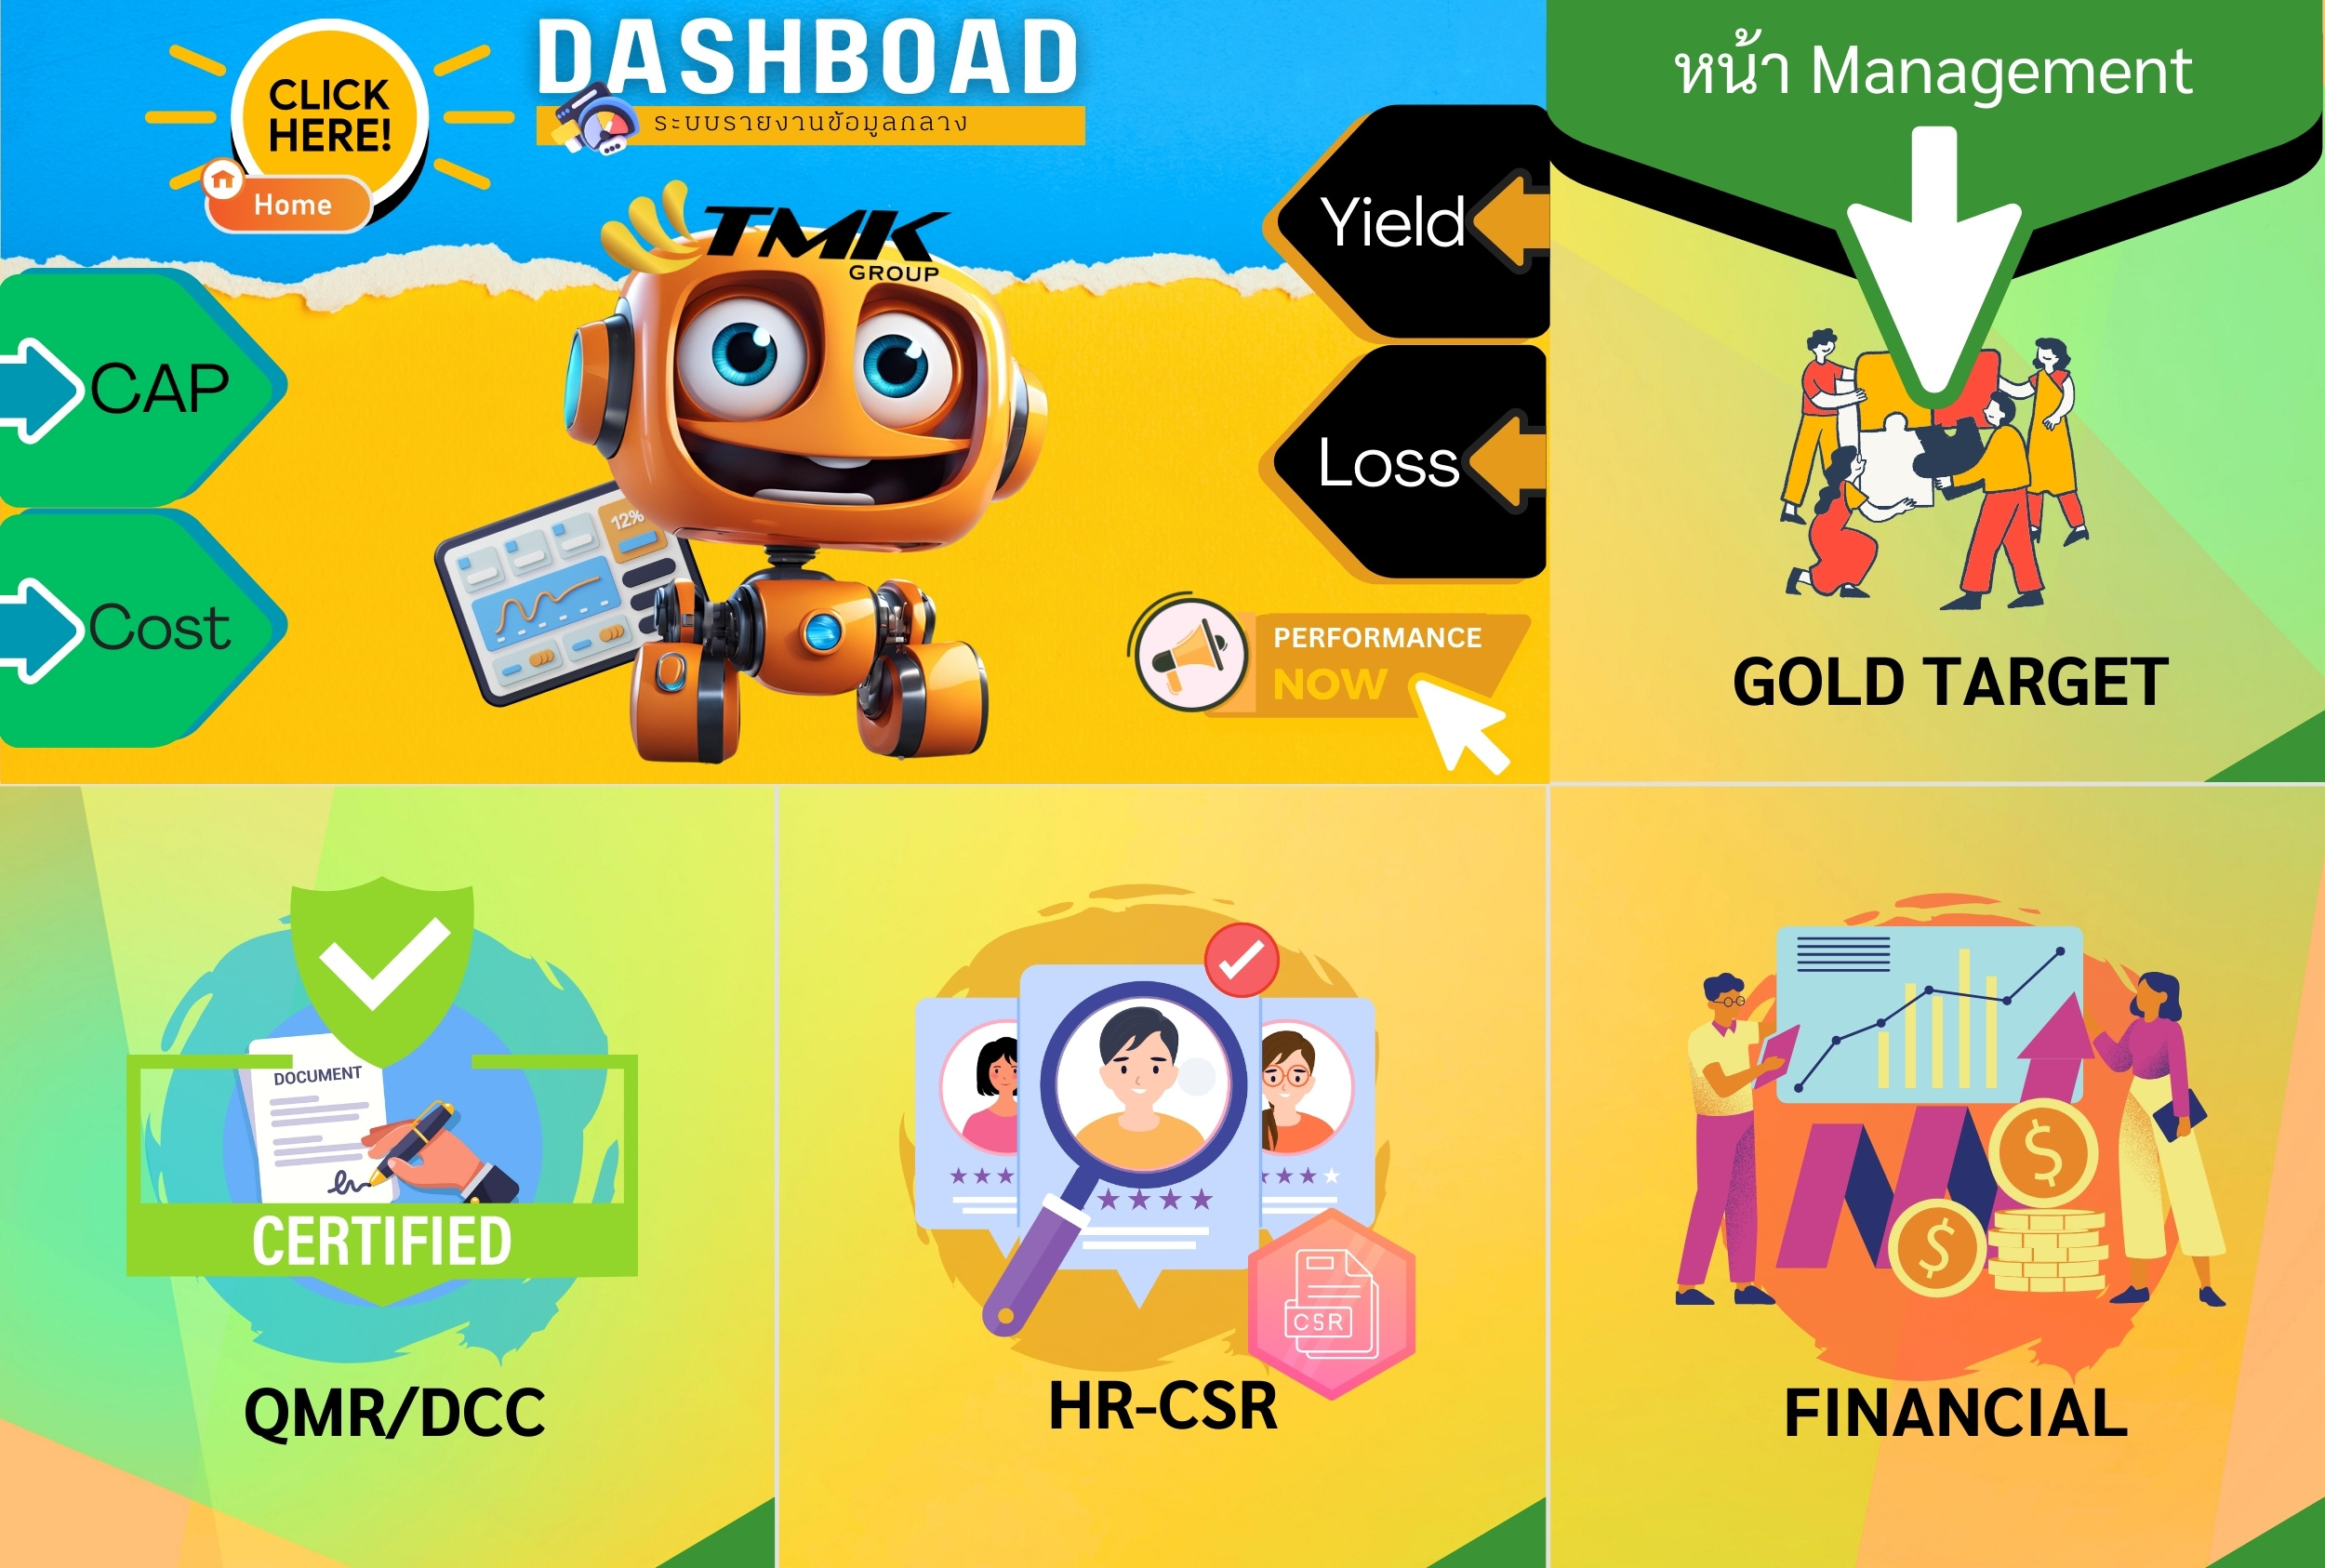 CLICK
HERE!
Home
DASHBOAD
ระบบรายงานข้อมูลกลาง
TMK
GROUP
Yield
Loss
CAP
Cost
12%
PERFORMANCE
NOW
หน้า Management
GOLD TARGET
DOCUMENT
CERTIFIED
QMR/DCC
CSR
HR-CSR
$
$
FINANCIAL